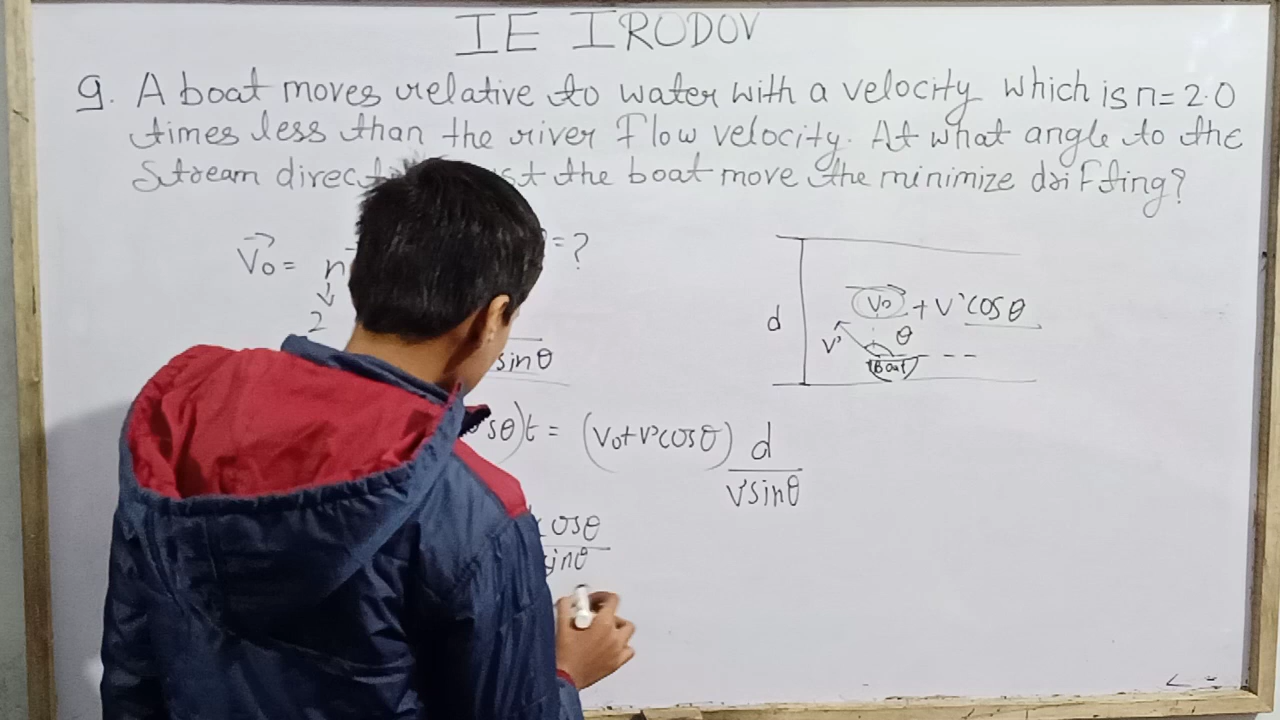 IE IRODOV
9. A boat moves relative to water with a velocity which is n = 2.0
times less than the river flow velocity. At what angle to the
stream the boat move the minimize drifting?
V₀ = n = ?
2
d V₀ + V' cosθ
V' θ
Boat
sinθ
sθ)t = (V₀+V'cosθ) d
V'sinθ
cosθ
sinθ